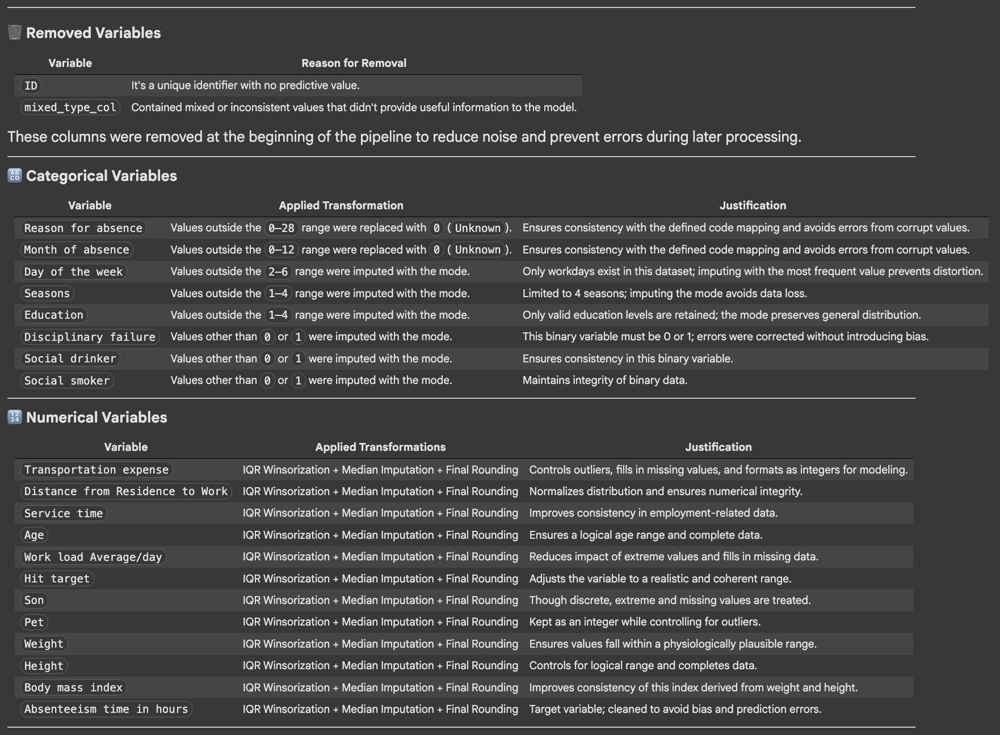 Removed Variables
Variable Reason for Removal
ID It's a unique identifier with no predictive value.
mixed_type_col Contained mixed or inconsistent values that didn't provide useful information to the model.
These columns were removed at the beginning of the pipeline to reduce noise and prevent errors during later processing.
Categorical Variables
Variable Applied Transformation Justification
Reason for absence Values outside the 0–28 range were replaced with 0 (Unknown). Ensures consistency with the defined code mapping and avoids errors from corrupt values.
Month of absence Values outside the 0–12 range were replaced with 0 (Unknown). Ensures consistency with the defined code mapping and avoids errors from corrupt values.
Day of the week Values outside the 2–6 range were imputed with the mode. Only workdays exist in this dataset; imputing with the most frequent value prevents distortion.
Seasons Values outside the 1–4 range were imputed with the mode. Limited to 4 seasons; imputing the mode avoids data loss.
Education Values outside the 1–4 range were imputed with the mode. Only valid education levels are retained; the mode preserves general distribution.
Disciplinary failure Values other than 0 or 1 were imputed with the mode. This binary variable must be 0 or 1; errors were corrected without introducing bias.
Social drinker Values other than 0 or 1 were imputed with the mode. Ensures consistency in this binary variable.
Social smoker Values other than 0 or 1 were imputed with the mode. Maintains integrity of binary data.
Numerical Variables
Variable Applied Transformations Justification
Transportation expense IQR Winsorization + Median Imputation + Final Rounding Controls outliers, fills in missing values, and formats as integers for modeling.
Distance from Residence to Work IQR Winsorization + Median Imputation + Final Rounding Normalizes distribution and ensures numerical integrity.
Service time IQR Winsorization + Median Imputation + Final Rounding Improves consistency in employment-related data.
Age IQR Winsorization + Median Imputation + Final Rounding Ensures a logical age range and complete data.
Work load Average/day IQR Winsorization + Median Imputation + Final Rounding Reduces impact of extreme values and fills in missing data.
Hit target IQR Winsorization + Median Imputation + Final Rounding Adjusts the variable to a realistic and coherent range.
Son IQR Winsorization + Median Imputation + Final Rounding Though discrete, extreme and missing values are treated.
Pet IQR Winsorization + Median Imputation + Final Rounding Kept as an integer while controlling for outliers.
Weight IQR Winsorization + Median Imputation + Final Rounding Ensures values fall within a physiologically plausible range.
Height IQR Winsorization + Median Imputation + Final Rounding Controls for logical range and completes data.
Body mass index IQR Winsorization + Median Imputation + Final Rounding Improves consistency of this index derived from weight and height.
Absenteeism time in hours IQR Winsorization + Median Imputation + Final Rounding Target variable; cleaned to avoid bias and prediction errors.